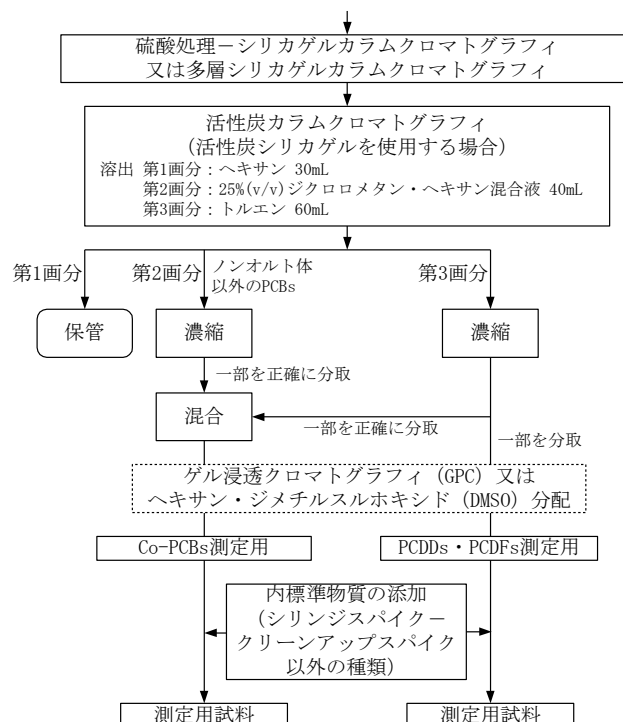 硫酸処理－シリカゲルカラムクロマトグラフィ
又は多層シリカゲルカラムクロマトグラフィ
活性炭カラムクロマトグラフィ
(活性炭シリカゲルを使用する場合)
溶出 第1画分：ヘキサン 30mL
第2画分：25%(v/v)ジクロロメタン・ヘキサン混合液 40mL
第3画分：トルエン 60mL
第1画分
第2画分
ノンオルト体
以外のPCBs
第3画分
保管
濃縮
濃縮
一部を正確に分取
混合
一部を正確に分取
一部を分取
ゲル浸透クロマトグラフィ (GPC) 又は
ヘキサン・ジメチルスルホキシド (DMSO) 分配
Co-PCBs測定用
PCDDs・PCDFs測定用
内標準物質の添加
(シリンジスパイク－
クリーンアップスパイク
以外の種類)
測定用試料
測定用試料